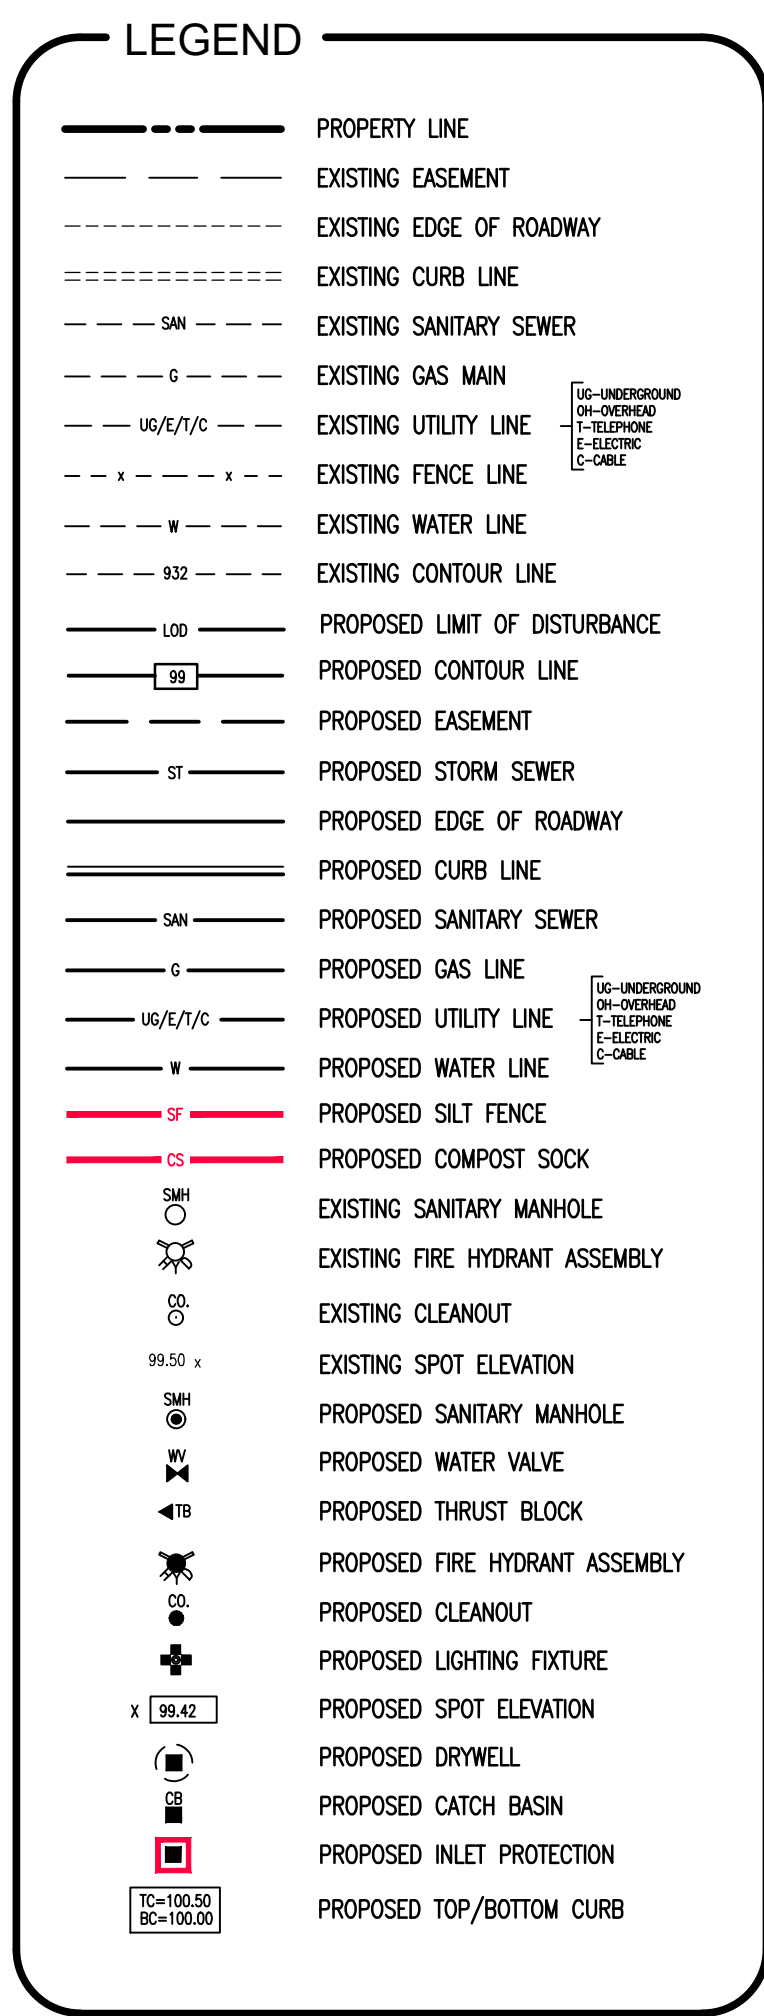 LEGEND
PROPERTY LINE
EXISTING EASEMENT
EXISTING EDGE OF ROADWAY
EXISTING CURB LINE
SAN EXISTING SANITARY SEWER
G EXISTING GAS MAIN
UG/E/T/C EXISTING UTILITY LINE
UG-UNDERGROUND
OH-OVERHEAD
T-TELEPHONE
E-ELECTRIC
C-CABLE
x x EXISTING FENCE LINE
W EXISTING WATER LINE
932 EXISTING CONTOUR LINE
LOD PROPOSED LIMIT OF DISTURBANCE
99 PROPOSED CONTOUR LINE
PROPOSED EASEMENT
ST PROPOSED STORM SEWER
PROPOSED EDGE OF ROADWAY
PROPOSED CURB LINE
SAN PROPOSED SANITARY SEWER
G PROPOSED GAS LINE
UG/E/T/C PROPOSED UTILITY LINE
UG-UNDERGROUND
OH-OVERHEAD
T-TELEPHONE
E-ELECTRIC
C-CABLE
W PROPOSED WATER LINE
SF PROPOSED SILT FENCE
CS PROPOSED COMPOST SOCK
SMH EXISTING SANITARY MANHOLE
EXISTING FIRE HYDRANT ASSEMBLY
CO. EXISTING CLEANOUT
99.50 x EXISTING SPOT ELEVATION
SMH PROPOSED SANITARY MANHOLE
WV PROPOSED WATER VALVE
TB PROPOSED THRUST BLOCK
PROPOSED FIRE HYDRANT ASSEMBLY
CO. PROPOSED CLEANOUT
PROPOSED LIGHTING FIXTURE
X 99.42 PROPOSED SPOT ELEVATION
PROPOSED DRYWELL
CB PROPOSED CATCH BASIN
PROPOSED INLET PROTECTION
TC=100.50
BC=100.00
PROPOSED TOP/BOTTOM CURB